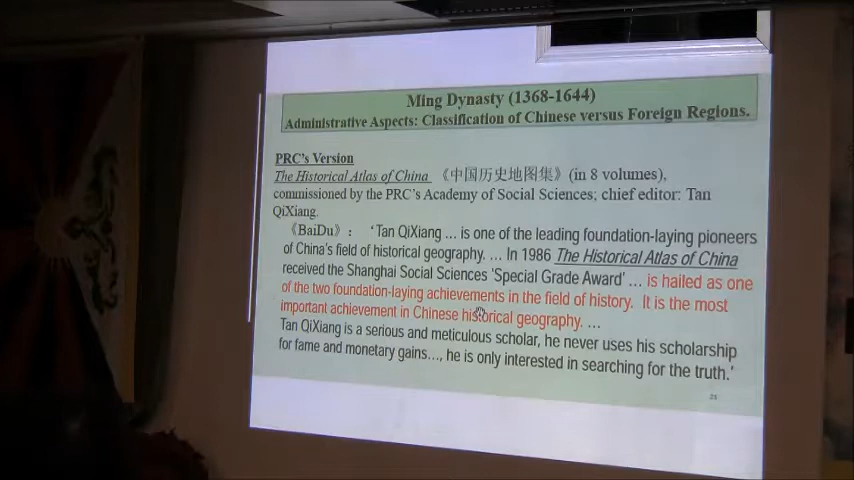 Ming Dynasty (1368-1644)
Administrative Aspects: Classification of Chinese versus Foreign Regions.
PRC's Version
The Historical Atlas of China 《中国历史地图集》(in 8 volumes),
commissioned by the PRC's Academy of Social Sciences; chief editor: Tan
QiXiang.
《BaiDu》: 'Tan QiXiang ... is one of the leading foundation-laying pioneers
of China's field of historical geography. ... In 1986 The Historical Atlas of China
received the Shanghai Social Sciences 'Special Grade Award' ... is hailed as one
of the two foundation-laying achievements in the field of history. It is the most
important achievement in Chinese historical geography. ...
Tan QiXiang is a serious and meticulous scholar, he never uses his scholarship
for fame and monetary gains..., he is only interested in searching for the truth.'
25